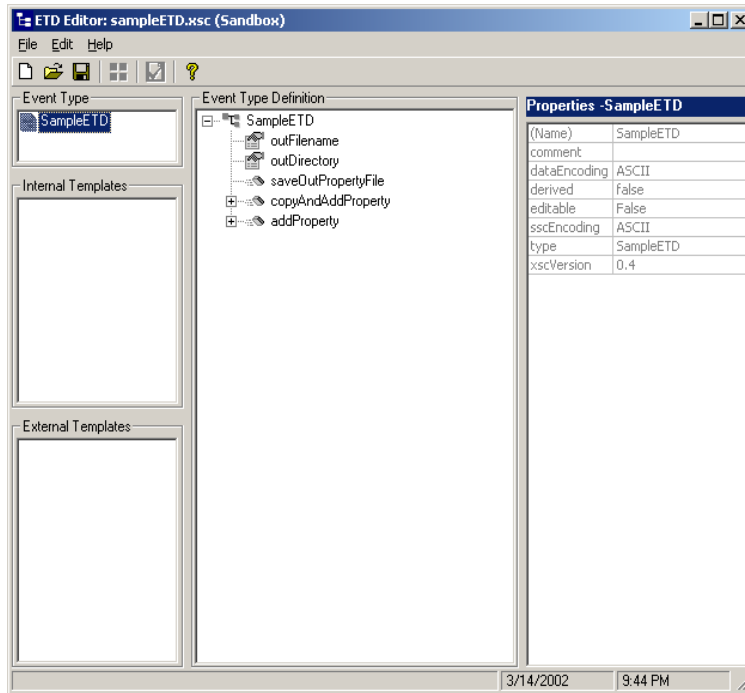 ETD Editor: sampleETD.xsc (Sandbox)
File Edit Help
Event Type
SampleETD
Internal Templates
External Templates
Event Type Definition
SampleETD
outFilename
outDirectory
saveOutPropertyFile
copyAndAddProperty
addProperty
Properties -SampleETD
(Name) SampleETD
comment
dataEncoding ASCII
derived false
editable False
sscEncoding ASCII
type SampleETD
xscVersion 0.4
3/14/2002 9:44 PM